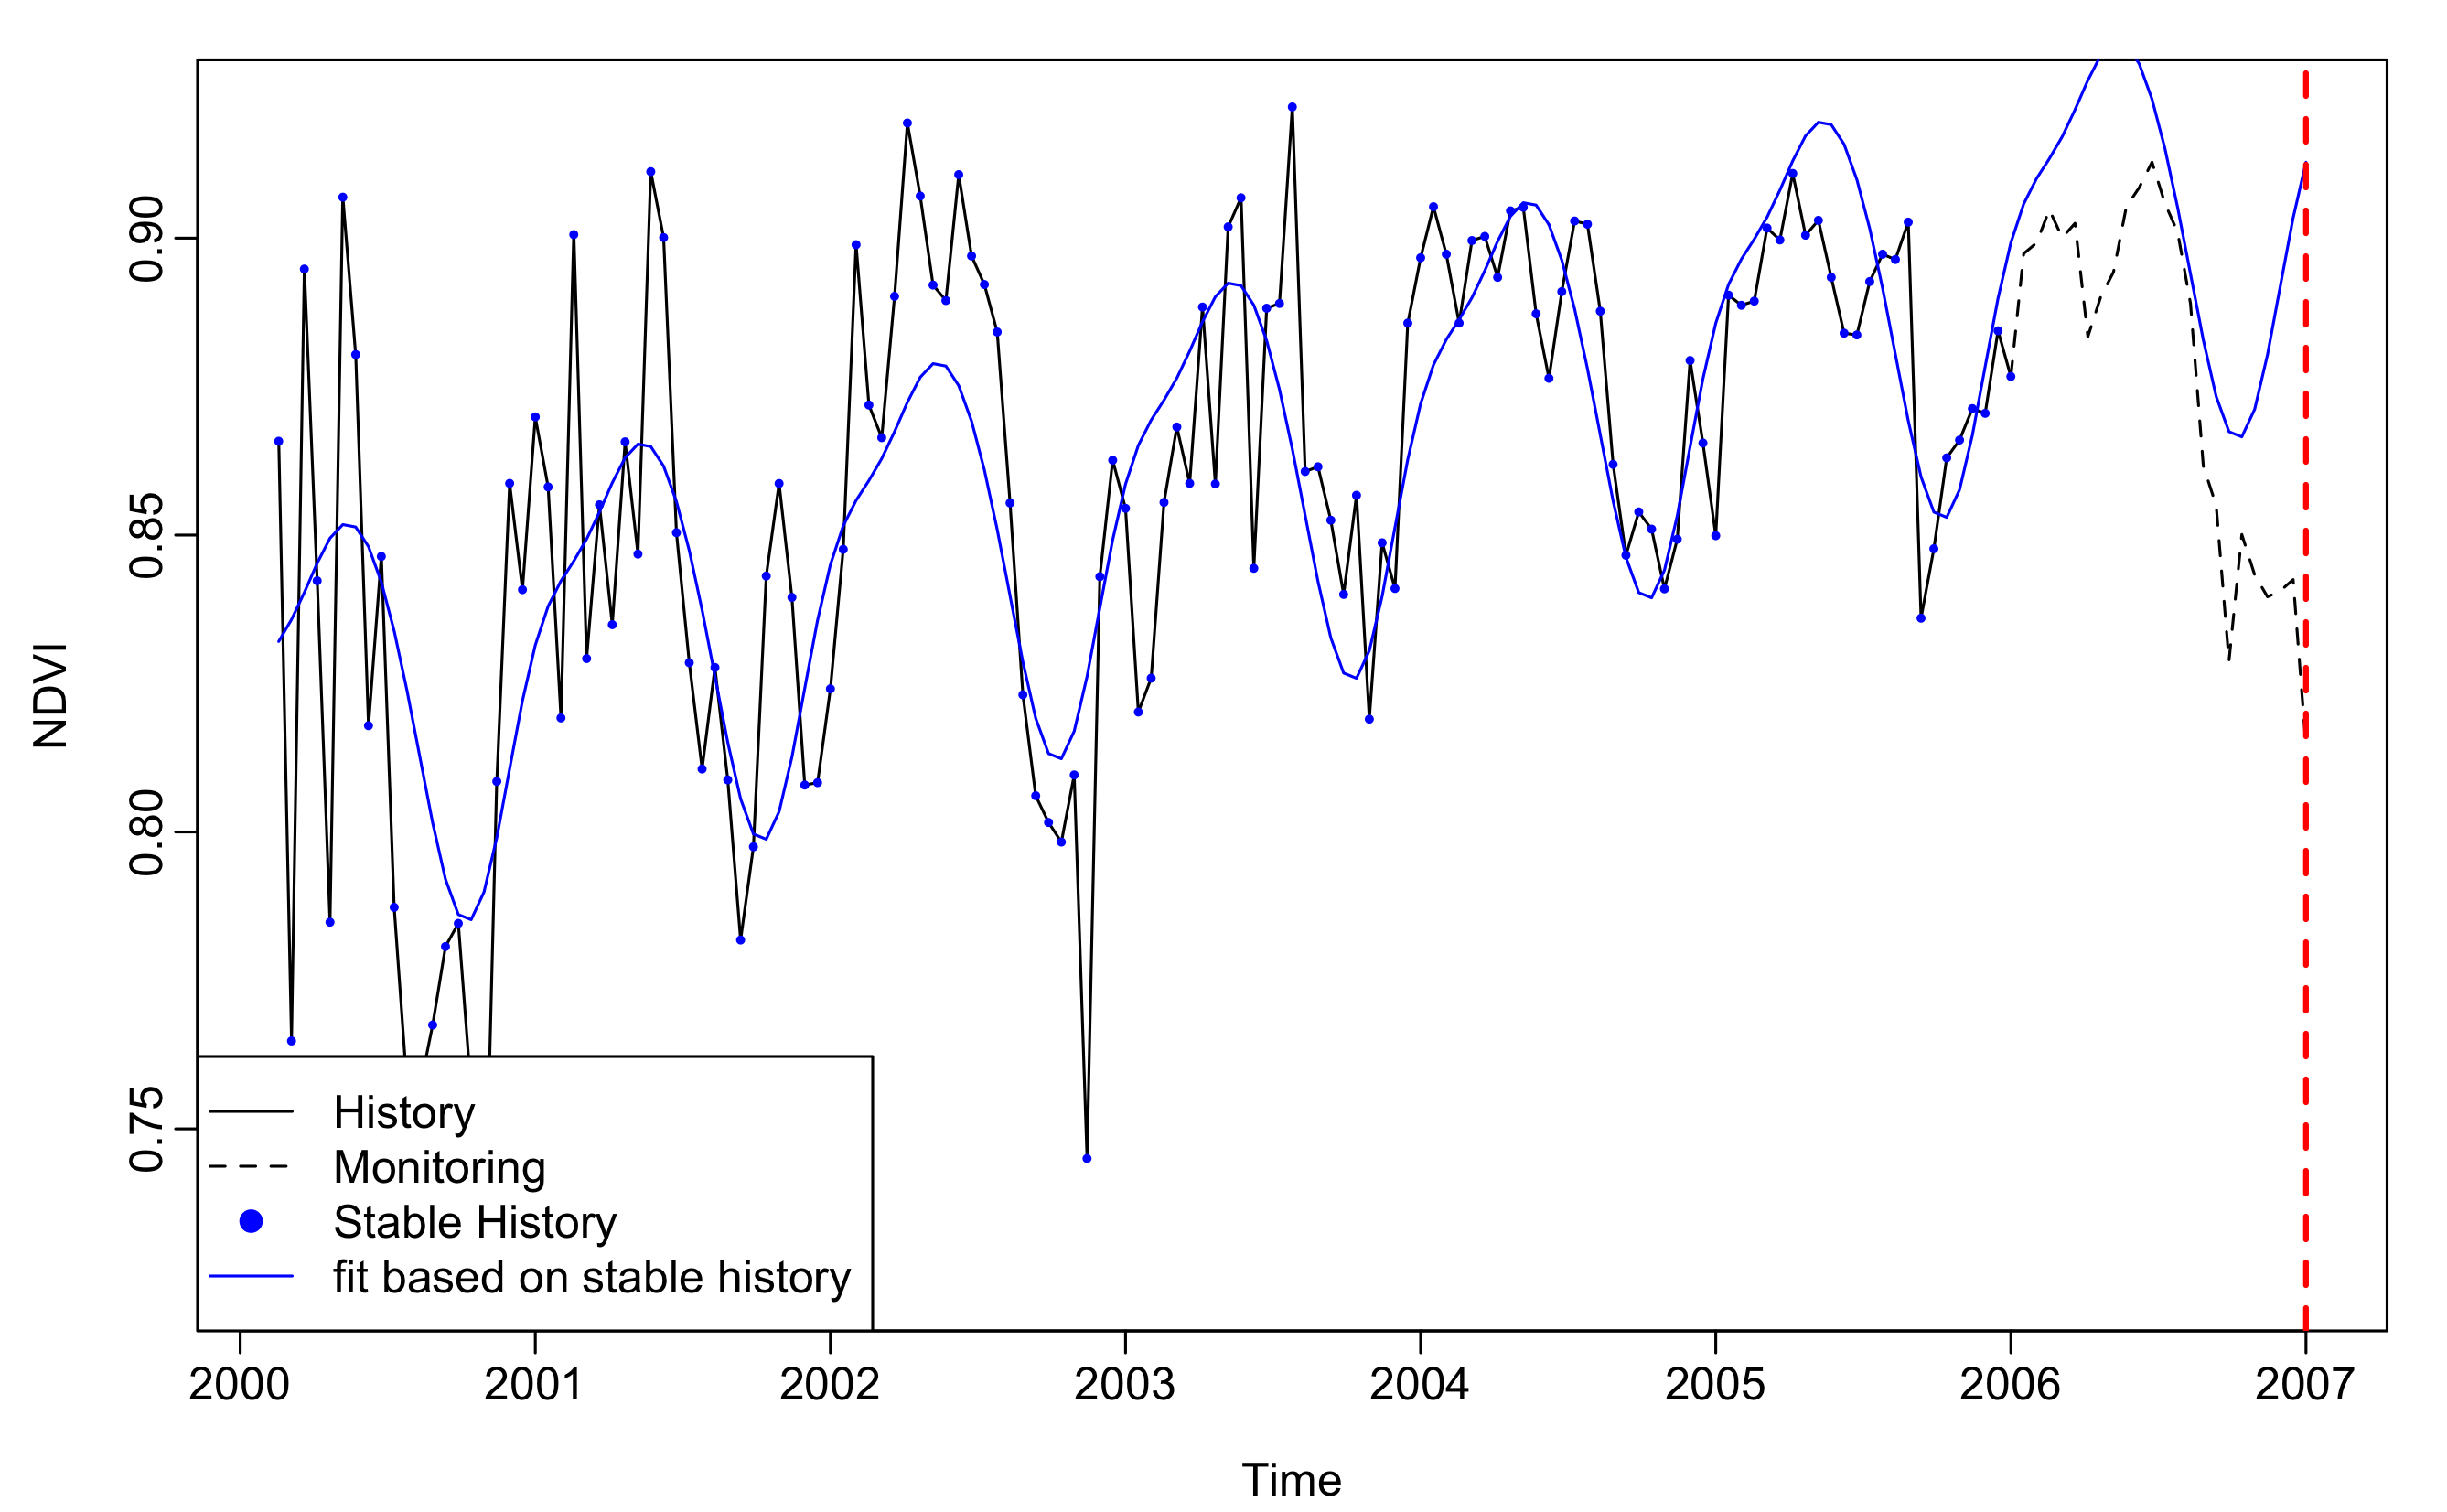 NDVI
0.90
0.85
0.80
0.75
History
Monitoring
Stable History
fit based on stable history
2000 2001 2002 2003 2004 2005 2006 2007
Time